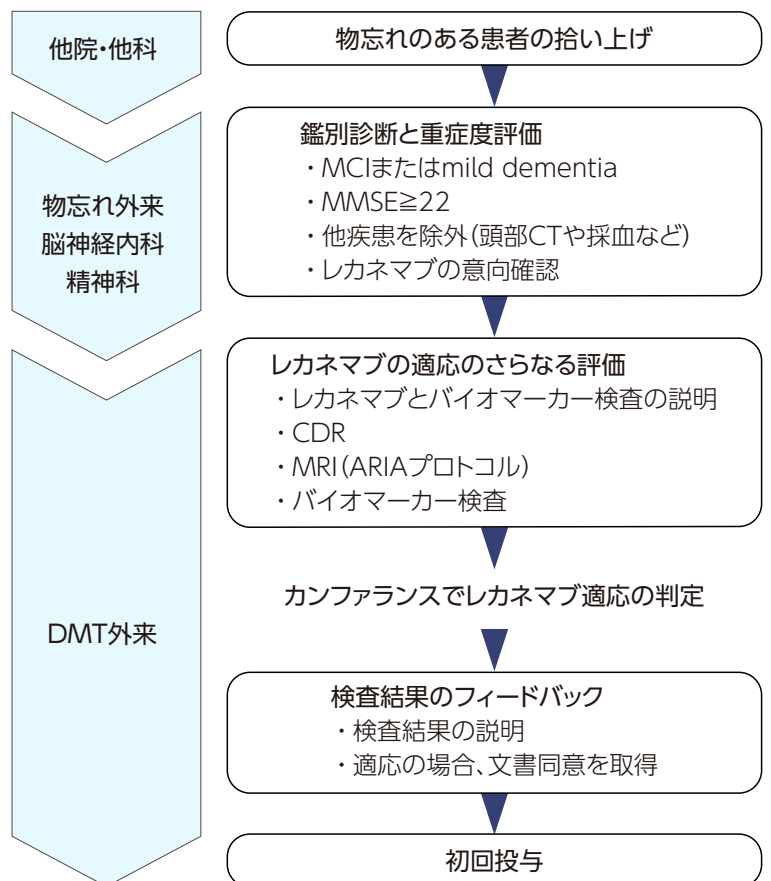 他院・他科
物忘れのある患者の拾い上げ
物忘れ外来
脳神経内科
精神科
鑑別診断と重症度評価
・MCIまたはmild dementia
・MMSE≧22
・他疾患を除外(頭部CTや採血など)
・レカネマブの意向確認
DMT外来
レカネマブの適応のさらなる評価
・レカネマブとバイオマーカー検査の説明
・CDR
・MRI(ARIAプロトコル)
・バイオマーカー検査
カンファランスでレカネマブ適応の判定
検査結果のフィードバック
・検査結果の説明
・適応の場合、文書同意を取得
初回投与